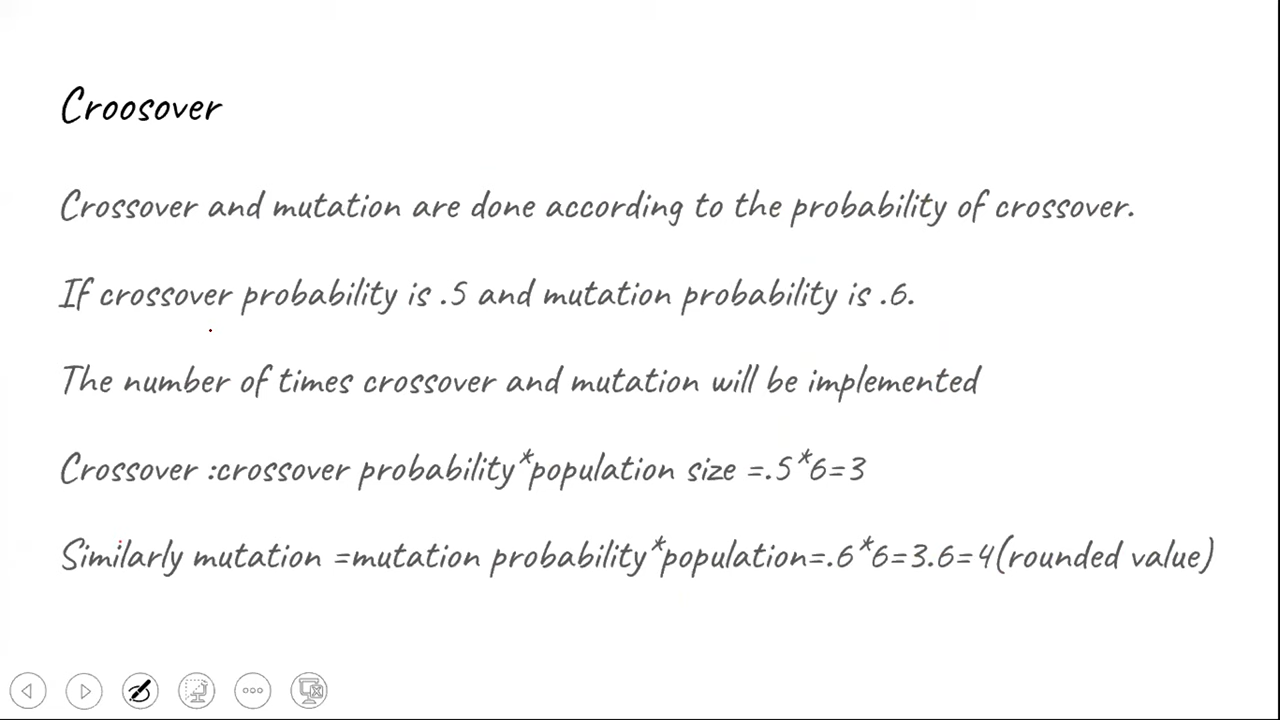 Croosover
Crossover and mutation are done according to the probability of crossover.
If crossover probability is .5 and mutation probability is .6.
The number of times crossover and mutation will be implemented
Crossover :crossover probability*population size =.5*6=3
Similarly mutation =mutation probability*population=.6*6=3.6=4(rounded value)